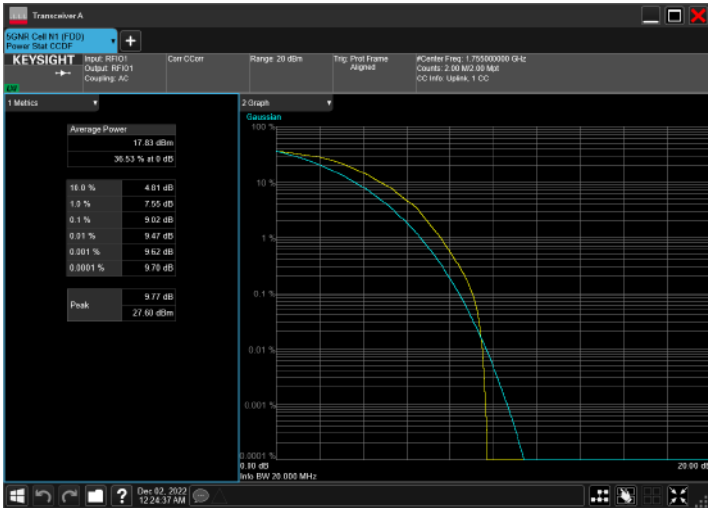 Transceiver A
5GNR Cell N1 (FDD)
Power Stat CCDF
KEYSIGHT
Input: RFIO1
Output: RFIO1
Coupling: AC
Corr CCorr
Range: 20 dBm
Trig: Prot Frame
Aligned
#Center Freq: 1.755000000 GHz
Counts: 2.00 M/2.00 Mpt
CC Info: Uplink, 1 CC
1 Metrics
Average Power
17.83 dBm
36.53 % at 0 dB
10.0 % 4.81 dB
1.0 % 7.55 dB
0.1 % 9.02 dB
0.01 % 9.47 dB
0.001 % 9.62 dB
0.0001 % 9.70 dB
Peak
9.77 dB
27.60 dBm
2 Graph
Gaussian
100 %
10 %
1 %
0.1 %
0.01 %
0.001 %
0.0001 %
0.00 dB
20.00 dB
Info BW 20.000 MHz
Dec 02, 2022
12:24:37 AM